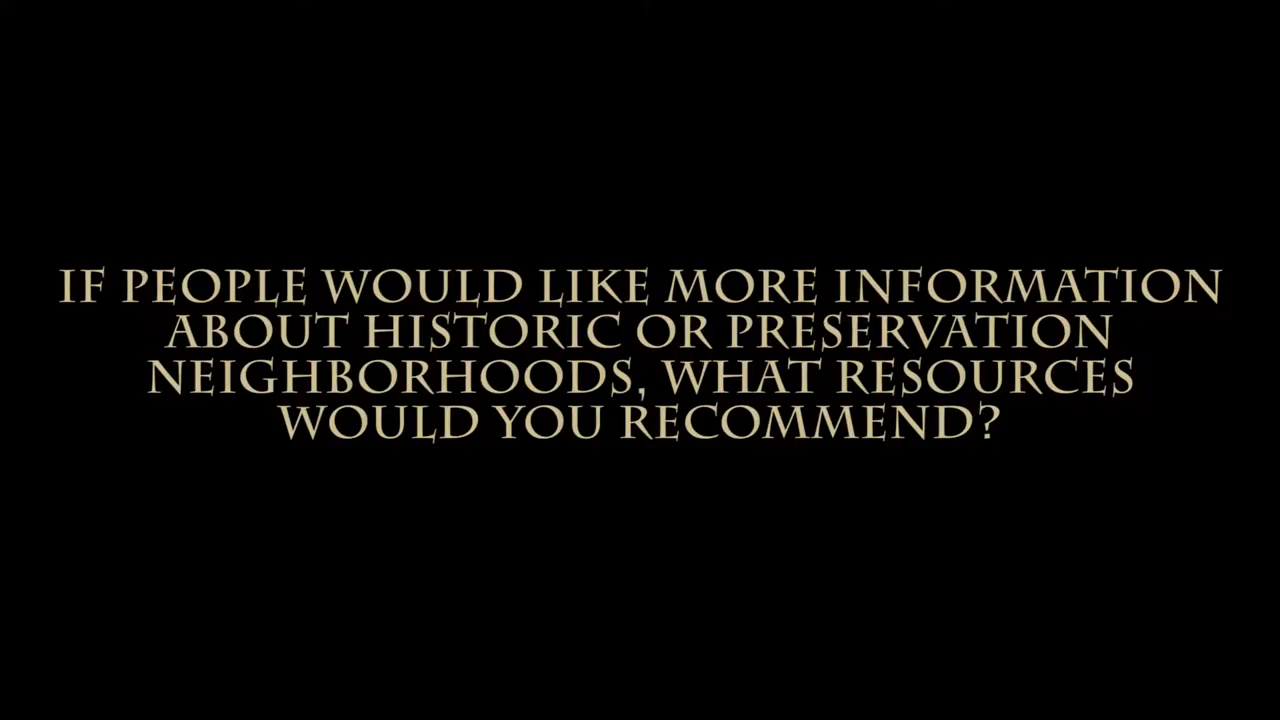 IF PEOPLE WOULD LIKE MORE INFORMATION
ABOUT HISTORIC OR PRESERVATION
NEIGHBORHOODS, WHAT RESOURCES
WOULD YOU RECOMMEND?